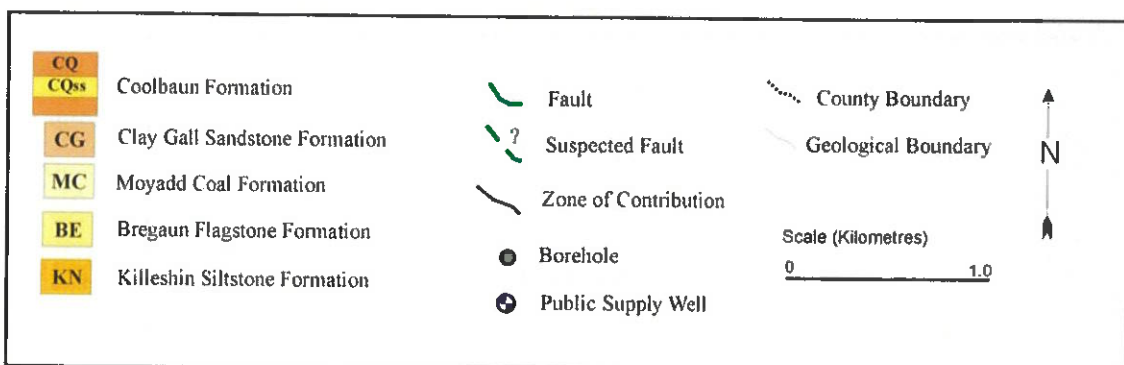 CQ
CQss
Coolbaun Formation
CG
Clay Gall Sandstone Formation
MC
Moyadd Coal Formation
BE
Bregaun Flagstone Formation
KN
Killeshin Siltstone Formation
Fault
?
Suspected Fault
Zone of Contribution
Borehole
Public Supply Well
County Boundary
Geological Boundary
Scale (Kilometres)
0 1.0
N